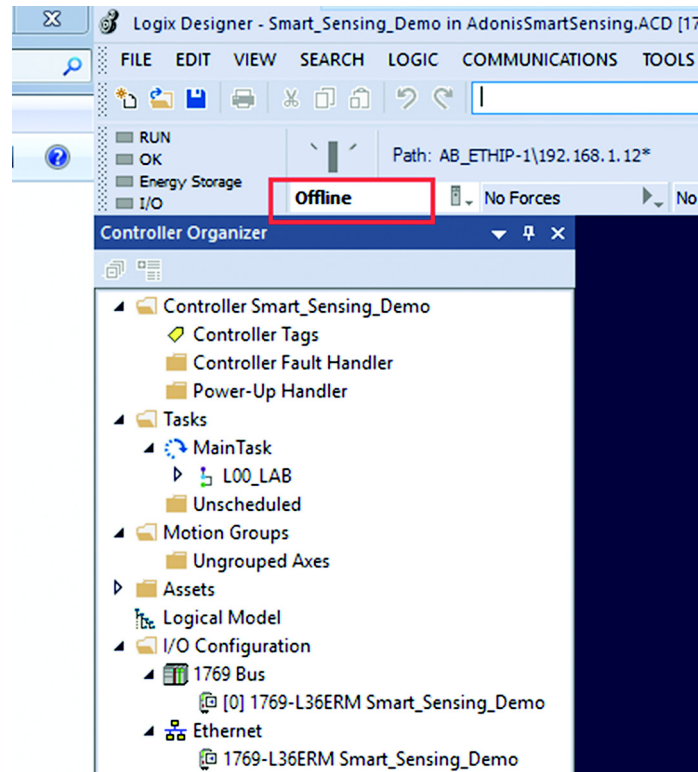 Logix Designer - Smart_Sensing_Demo in AdonisSmartSensing.ACD [17
FILE EDIT VIEW SEARCH LOGIC COMMUNICATIONS TOOLS
RUN
OK
Energy Storage
I/O
Path: AB_ETHIP-1\192.168.1.12*
Offline No Forces No
Controller Organizer
Controller Smart_Sensing_Demo
Controller Tags
Controller Fault Handler
Power-Up Handler
Tasks
MainTask
L00_LAB
Unscheduled
Motion Groups
Ungrouped Axes
Assets
Logical Model
I/O Configuration
1769 Bus
[0] 1769-L36ERM Smart_Sensing_Demo
Ethernet
1769-L36ERM Smart_Sensing_Demo